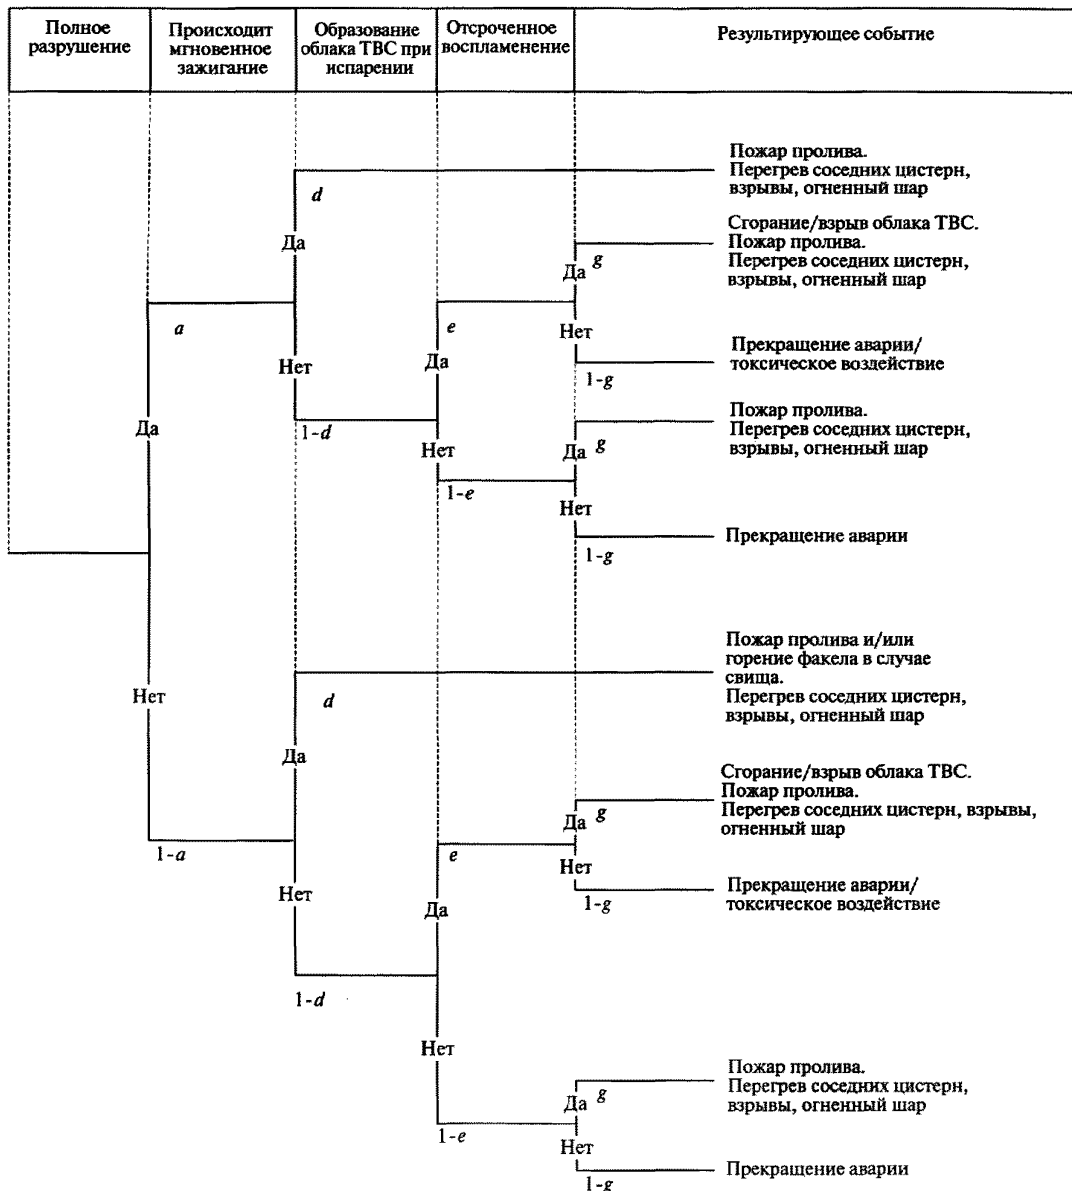 Полное
разрушение
Происходит
мгновенное
зажигание
Образование
облака ТВС при
испарении
Отсроченное
воспламенение
Результирующее событие
Пожар пролива.
Перегрев соседних цистерн,
взрывы, огненный шар
d
Да
Сгорание/взрыв облака ТВС.
Пожар пролива.
Перегрев соседних цистерн,
взрывы, огненный шар
Да g
a
e
Нет
Прекращение аварии/
токсическое воздействие
Нет
Да
1-g
Пожар пролива.
Перегрев соседних цистерн,
взрывы, огненный шар
Да
1-d
Нет
Да g
1-e
Нет
Прекращение аварии
1-g
Пожар пролива и/или
горение факела в случае
свища.
Перегрев соседних цистерн,
взрывы, огненный шар
Нет
d
Да
Сгорание/взрыв облака ТВС.
Пожар пролива.
Перегрев соседних цистерн, взрывы,
огненный шар
Да g
1-a
e
Нет
Прекращение аварии/
токсическое воздействие
Нет
Да
1-g
1-d
Нет
Пожар пролива.
Перегрев соседних цистерн,
взрывы, огненный шар
Да g
1-e
Нет
Прекращение аварии
1-g